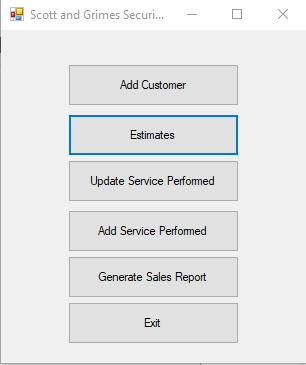 Scott and Grimes Securi...
Add Customer
Estimates
Update Service Performed
Add Service Performed
Generate Sales Report
Exit